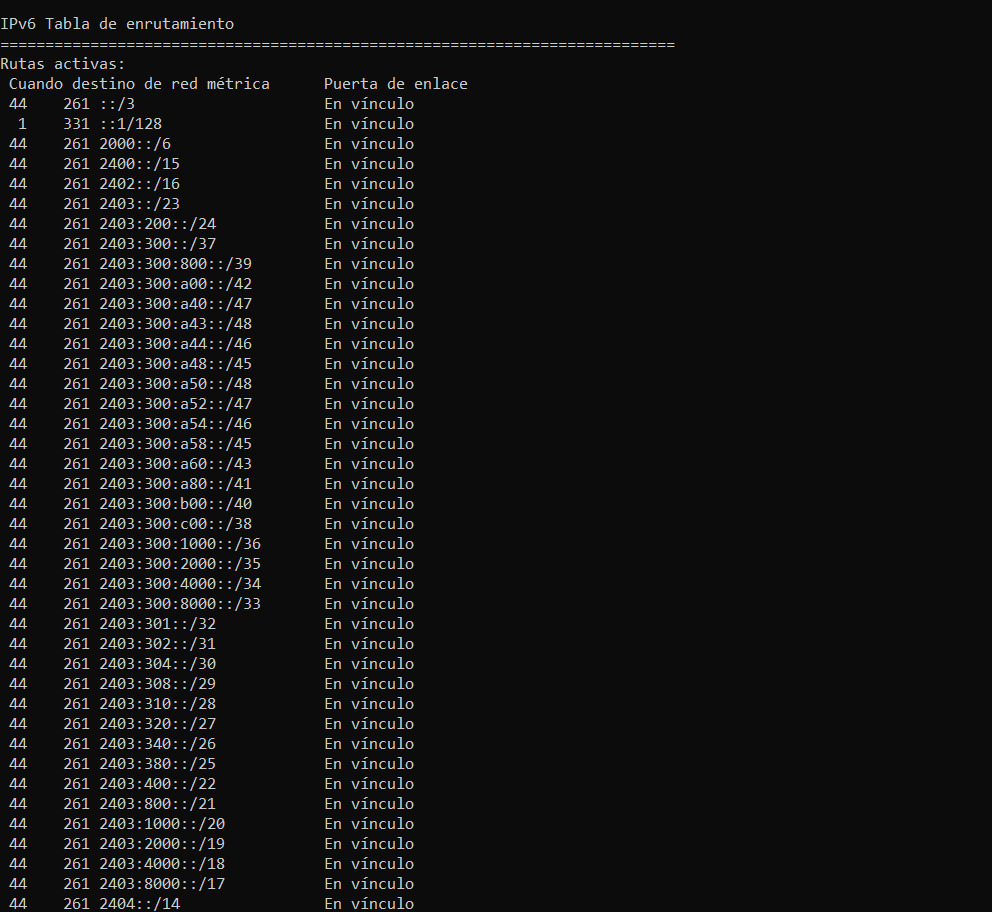 IPv6 Tabla de enrutamiento
===========================================================================
Rutas activas:
 Cuando destino de red métrica      Puerta de enlace
 44    261 ::/3                     En vínculo
  1    331 ::1/128                  En vínculo
 44    261 2000::/6                 En vínculo
 44    261 2400::/15                En vínculo
 44    261 2402::/16                En vínculo
 44    261 2403::/23                En vínculo
 44    261 2403:200::/24            En vínculo
 44    261 2403:300::/37            En vínculo
 44    261 2403:300:800::/39        En vínculo
 44    261 2403:300:a00::/42        En vínculo
 44    261 2403:300:a40::/47        En vínculo
 44    261 2403:300:a43::/48        En vínculo
 44    261 2403:300:a44::/46        En vínculo
 44    261 2403:300:a48::/45        En vínculo
 44    261 2403:300:a50::/48        En vínculo
 44    261 2403:300:a52::/47        En vínculo
 44    261 2403:300:a54::/46        En vínculo
 44    261 2403:300:a58::/45        En vínculo
 44    261 2403:300:a60::/43        En vínculo
 44    261 2403:300:a80::/41        En vínculo
 44    261 2403:300:b00::/40        En vínculo
 44    261 2403:300:c00::/38        En vínculo
 44    261 2403:300:1000::/36       En vínculo
 44    261 2403:300:2000::/35       En vínculo
 44    261 2403:300:4000::/34       En vínculo
 44    261 2403:300:8000::/33       En vínculo
 44    261 2403:301::/32            En vínculo
 44    261 2403:302::/31            En vínculo
 44    261 2403:304::/30            En vínculo
 44    261 2403:308::/29            En vínculo
 44    261 2403:310::/28            En vínculo
 44    261 2403:320::/27            En vínculo
 44    261 2403:340::/26            En vínculo
 44    261 2403:380::/25            En vínculo
 44    261 2403:400::/22            En vínculo
 44    261 2403:800::/21            En vínculo
 44    261 2403:1000::/20           En vínculo
 44    261 2403:2000::/19           En vínculo
 44    261 2403:4000::/18           En vínculo
 44    261 2403:8000::/17           En vínculo
 44    261 2404::/14                En vínculo